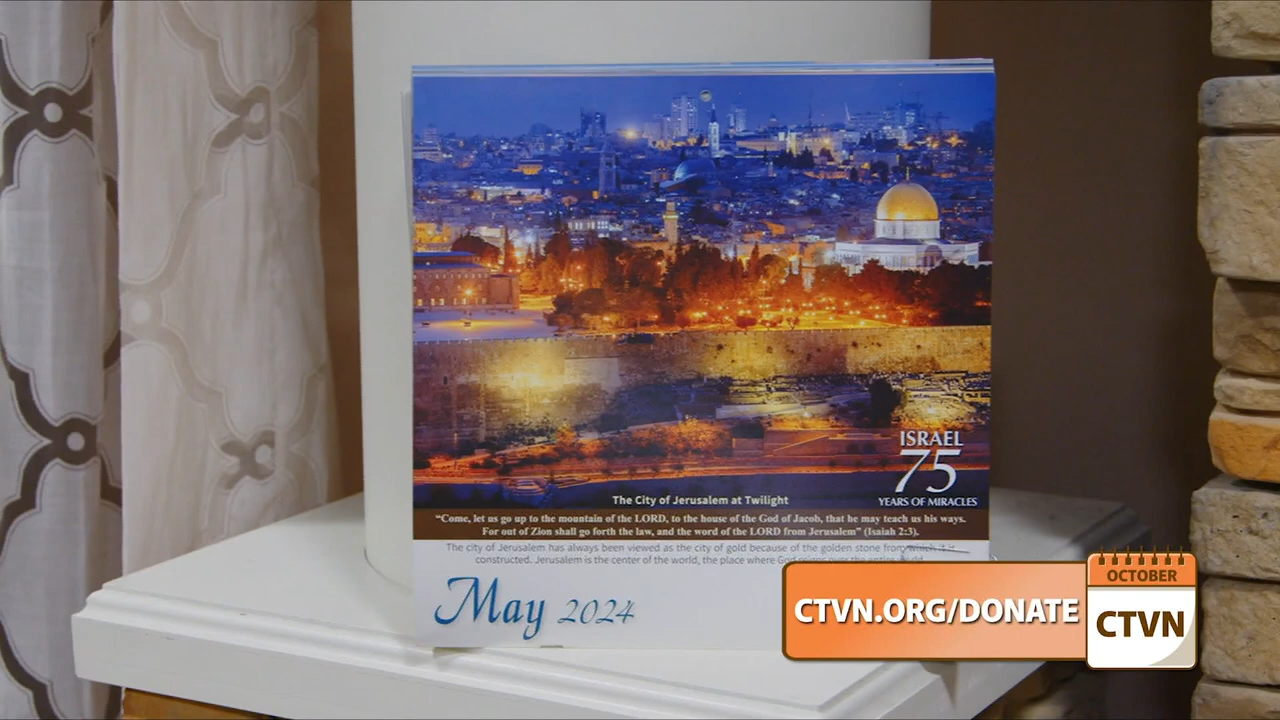 ISRAEL
75
YEARS OF MIRACLES
The City of Jerusalem at Twilight
“Come, let us go up to the mountain of the LORD, to the house of the God of Jacob, that he may teach us his ways.
For out of Zion shall go forth the law, and the word of the LORD from Jerusalem” (Isaiah 2:3).
The city of Jerusalem has always been viewed as the city of gold because of the golden stone from which it is
constructed. Jerusalem is the center of the world, the place where God
May 2024
CTVN.ORG/DONATE
OCTOBER
CTVN